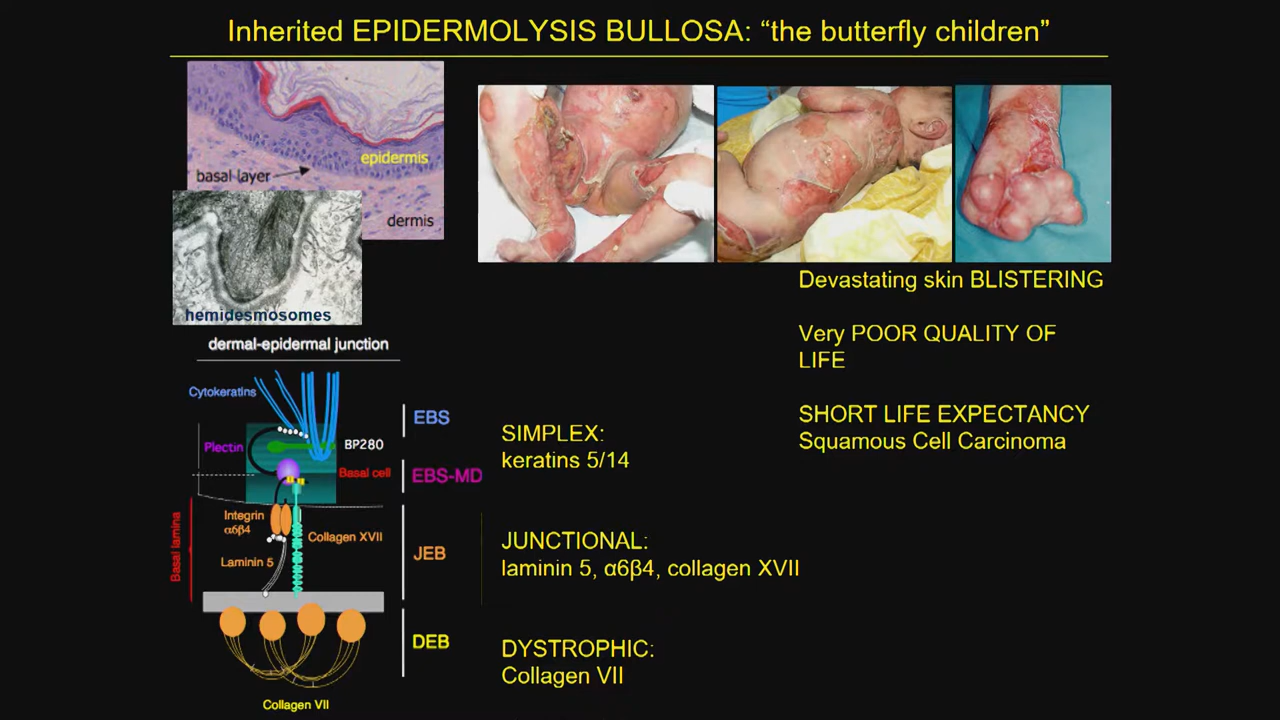 Inherited EPIDERMOLYSIS BULLOSA: “the butterfly children”
epidermis
basal layer
dermis
hemidesmosomes
dermal-epidermal junction
Cytokeratins
Plectin
BP280
Basal cell
Integrin
α6β4
Collagen XVII
Laminin 5
Basal lamina
Collagen VII
EBS
EBS-MD
JEB
DEB
SIMPLEX:
keratins 5/14
JUNCTIONAL:
laminin 5, α6β4, collagen XVII
DYSTROPHIC:
Collagen VII
Devastating skin BLISTERING
Very POOR QUALITY OF
LIFE
SHORT LIFE EXPECTANCY
Squamous Cell Carcinoma